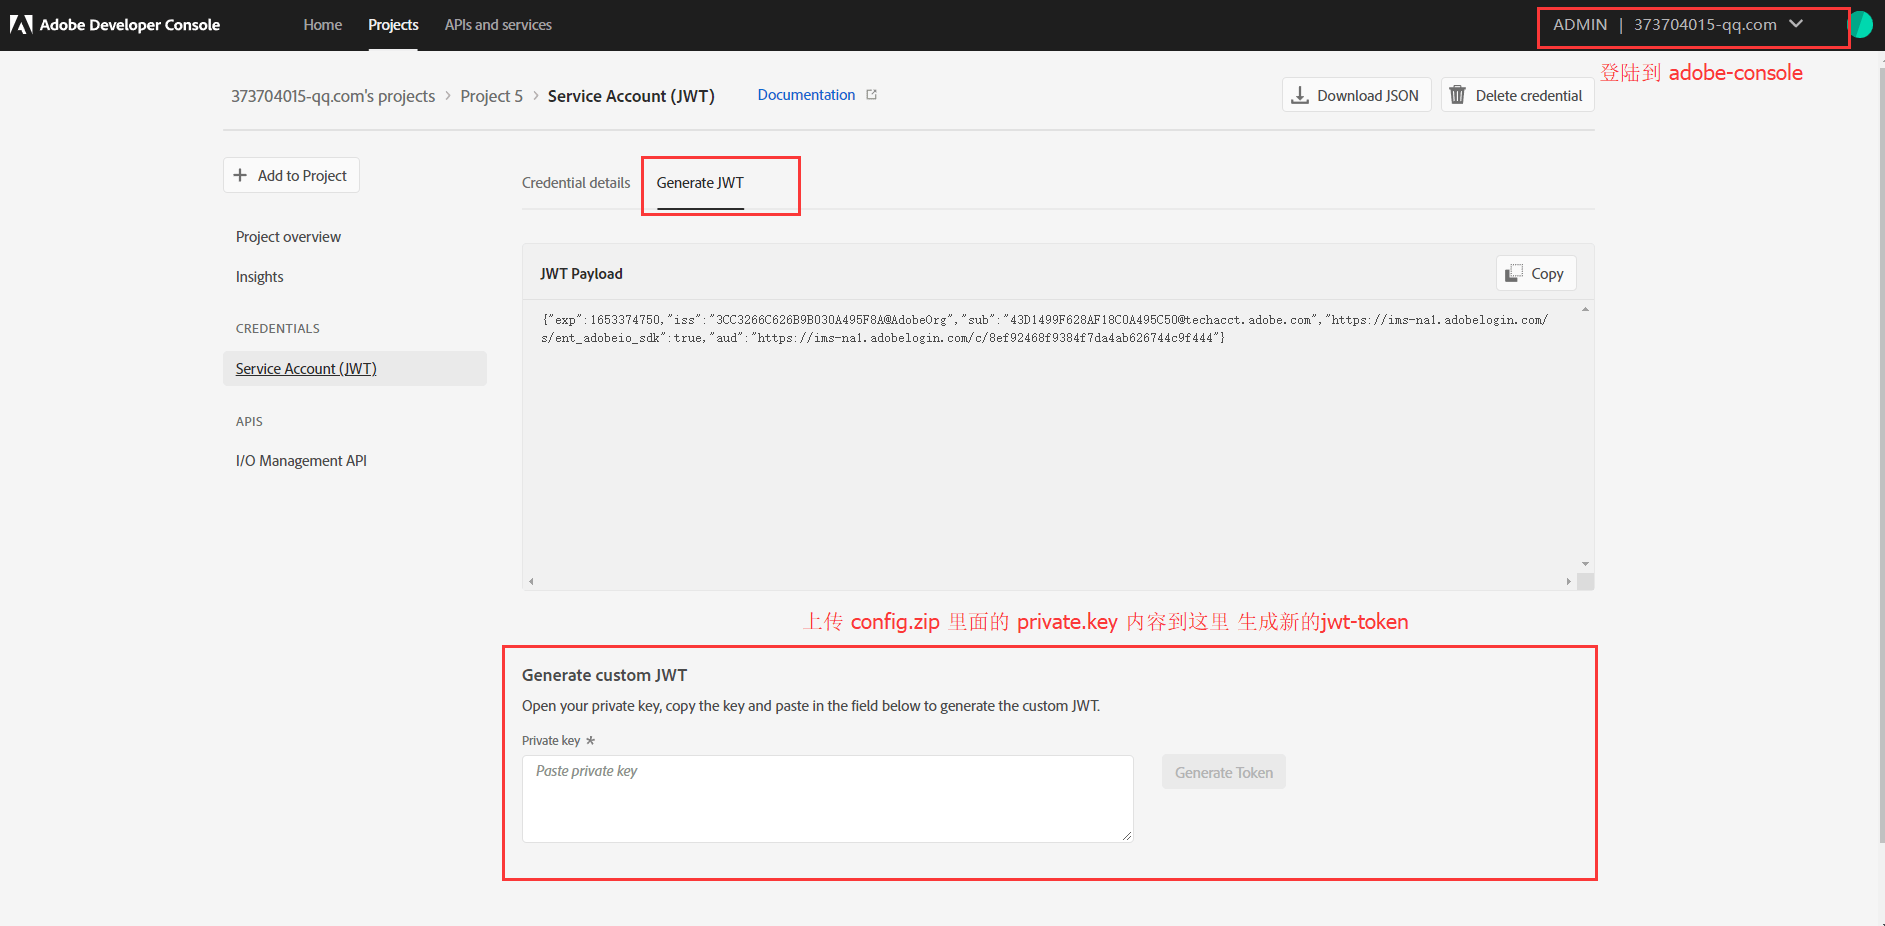 Adobe Developer Console
Home
Projects
APIs and services
ADMIN | 373704015-qq.com
登陆到 adobe-console
373704015-qq.com's projects > Project 5 > Service Account (JWT)
Documentation
Download JSON
Delete credential
Add to Project
Credential details
Generate JWT
Project overview
Insights
CREDENTIALS
Service Account (JWT)
APIS
I/O Management API
JWT Payload
Copy
{"exp":1653374750,"iss":"3CC3266C626B9B030A495F8A@AdobeOrg","sub":"43D1499F628AF18C0A495C50@techacct.adobe.com","https://ims-na1.adobelogin.com/
s/ent_adobeio_sdk":true,"aud":"https://ims-na1.adobelogin.com/c/8ef92468f9384f7da4ab626744c9f444"}
上传 config.zip 里面的 private.key 内容到这里 生成新的jwt-token
Generate custom JWT
Open your private key, copy the key and paste in the field below to generate the custom JWT.
Private key *
Paste private key
Generate Token